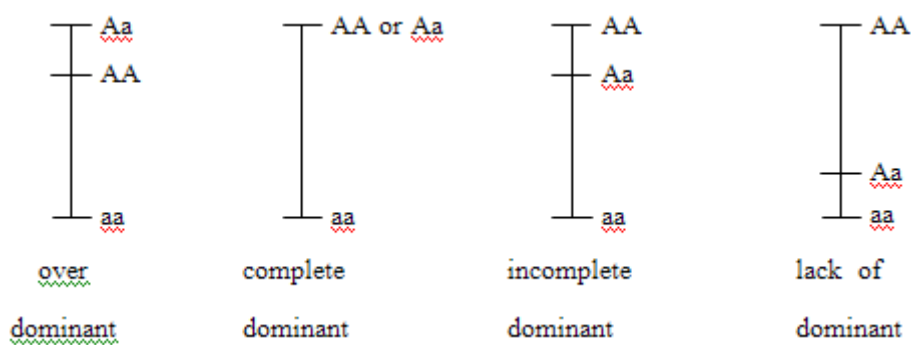 Aa AA or Aa AA AA
AA Aa
Aa
aa aa aa aa
over complete incomplete lack of
dominant dominant dominant dominant